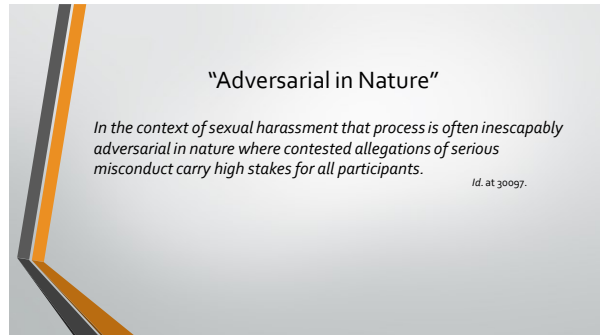 “Adversarial in Nature”
In the context of sexual harassment that process is often inescapably
adversarial in nature where contested allegations of serious
misconduct carry high stakes for all participants.
Id. at 30097.